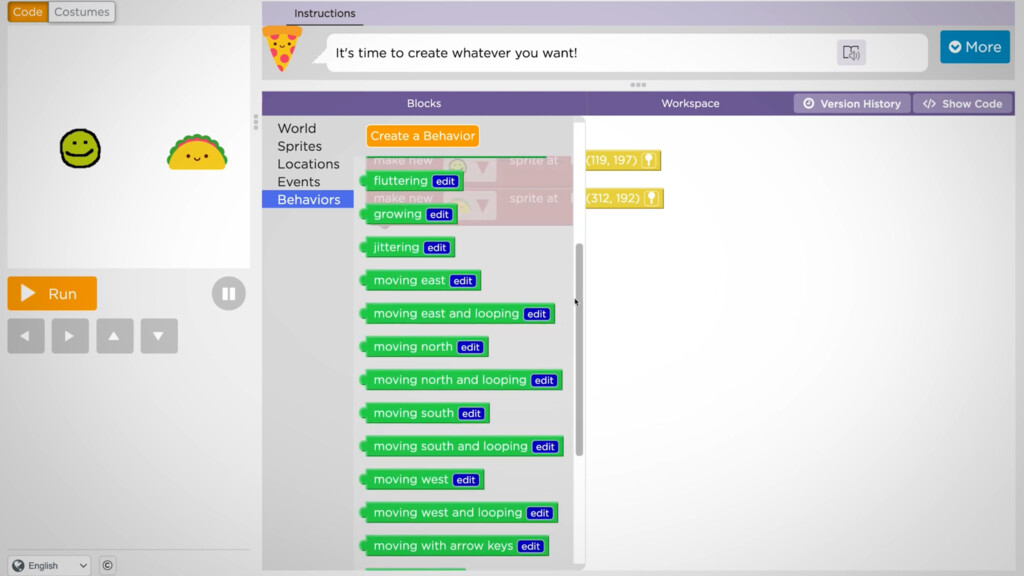 Code Costumes
Instructions
It's time to create whatever you want!
More
Blocks
Workspace
Version History
Show Code
World
Sprites
Locations
Events
Behaviors
Create a Behavior
make new sprite at (119, 197)
fluttering edit
make new sprite at (312, 192)
growing edit
jittering edit
moving east edit
moving east and looping edit
moving north edit
moving north and looping edit
moving south edit
moving south and looping edit
moving west edit
moving west and looping edit
moving with arrow keys edit
Run
English
©